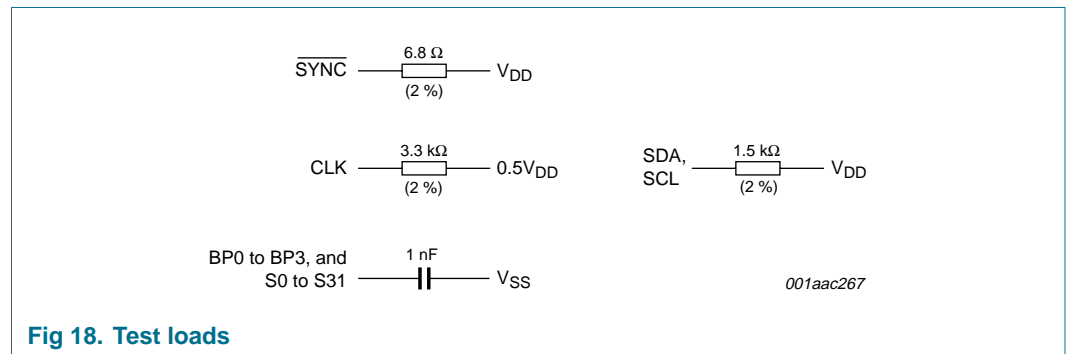 6.8 Ω
SYNC V_DD
(2 %)
3.3 kΩ
CLK 0.5V_DD
(2 %)
1.5 kΩ
SDA,
SCL V_DD
(2 %)
1 nF
BP0 to BP3, and
S0 to S31 V_SS
001aac267
Fig 18. Test loads